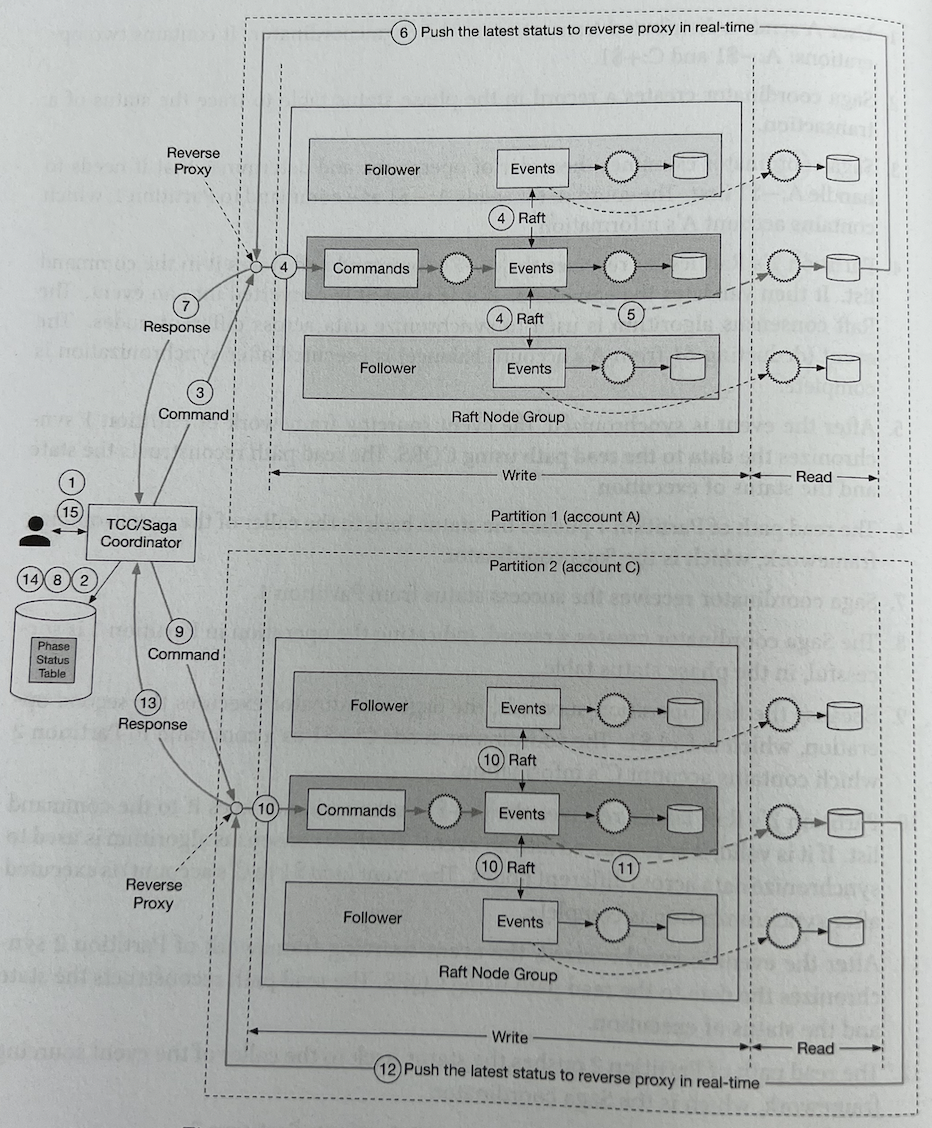 6 Push the latest status to reverse proxy in real-time
Reverse
Proxy
Follower
Events
4 Raft
4
Commands
Events
4 Raft
5
Follower
Events
Raft Node Group
7
Response
3
Command
Write
Read
Partition 1 (account A)
1
15
TCC/Saga
Coordinator
14 8 2
Phase
Status
Table
Partition 2 (account C)
9
Command
13
Response
Follower
Events
10 Raft
10
Commands
Events
10 Raft
11
Reverse
Proxy
Follower
Events
Raft Node Group
Write
Read
12 Push the latest status to reverse proxy in real-time